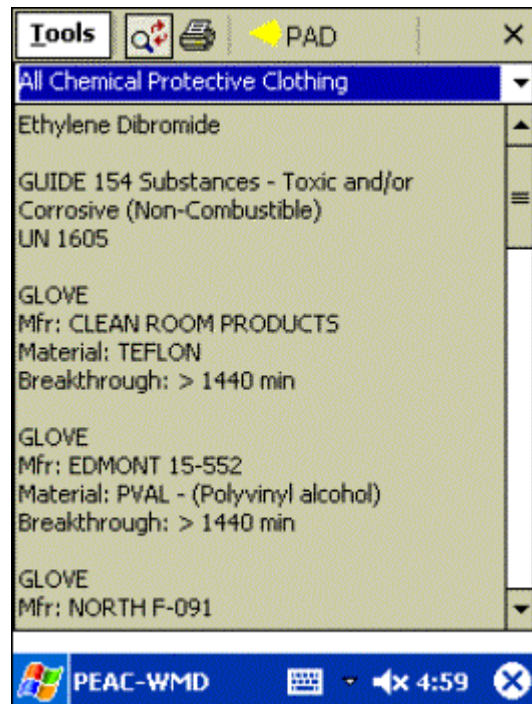 Tools PAD
All Chemical Protective Clothing
Ethylene Dibromide
GUIDE 154 Substances - Toxic and/or
Corrosive (Non-Combustible)
UN 1605
GLOVE
Mfr: CLEAN ROOM PRODUCTS
Material: TEFLON
Breakthrough: > 1440 min
GLOVE
Mfr: EDMONT 15-552
Material: PVAL - (Polyvinyl alcohol)
Breakthrough: > 1440 min
GLOVE
Mfr: NORTH F-091
PEAC-WMD 4:59